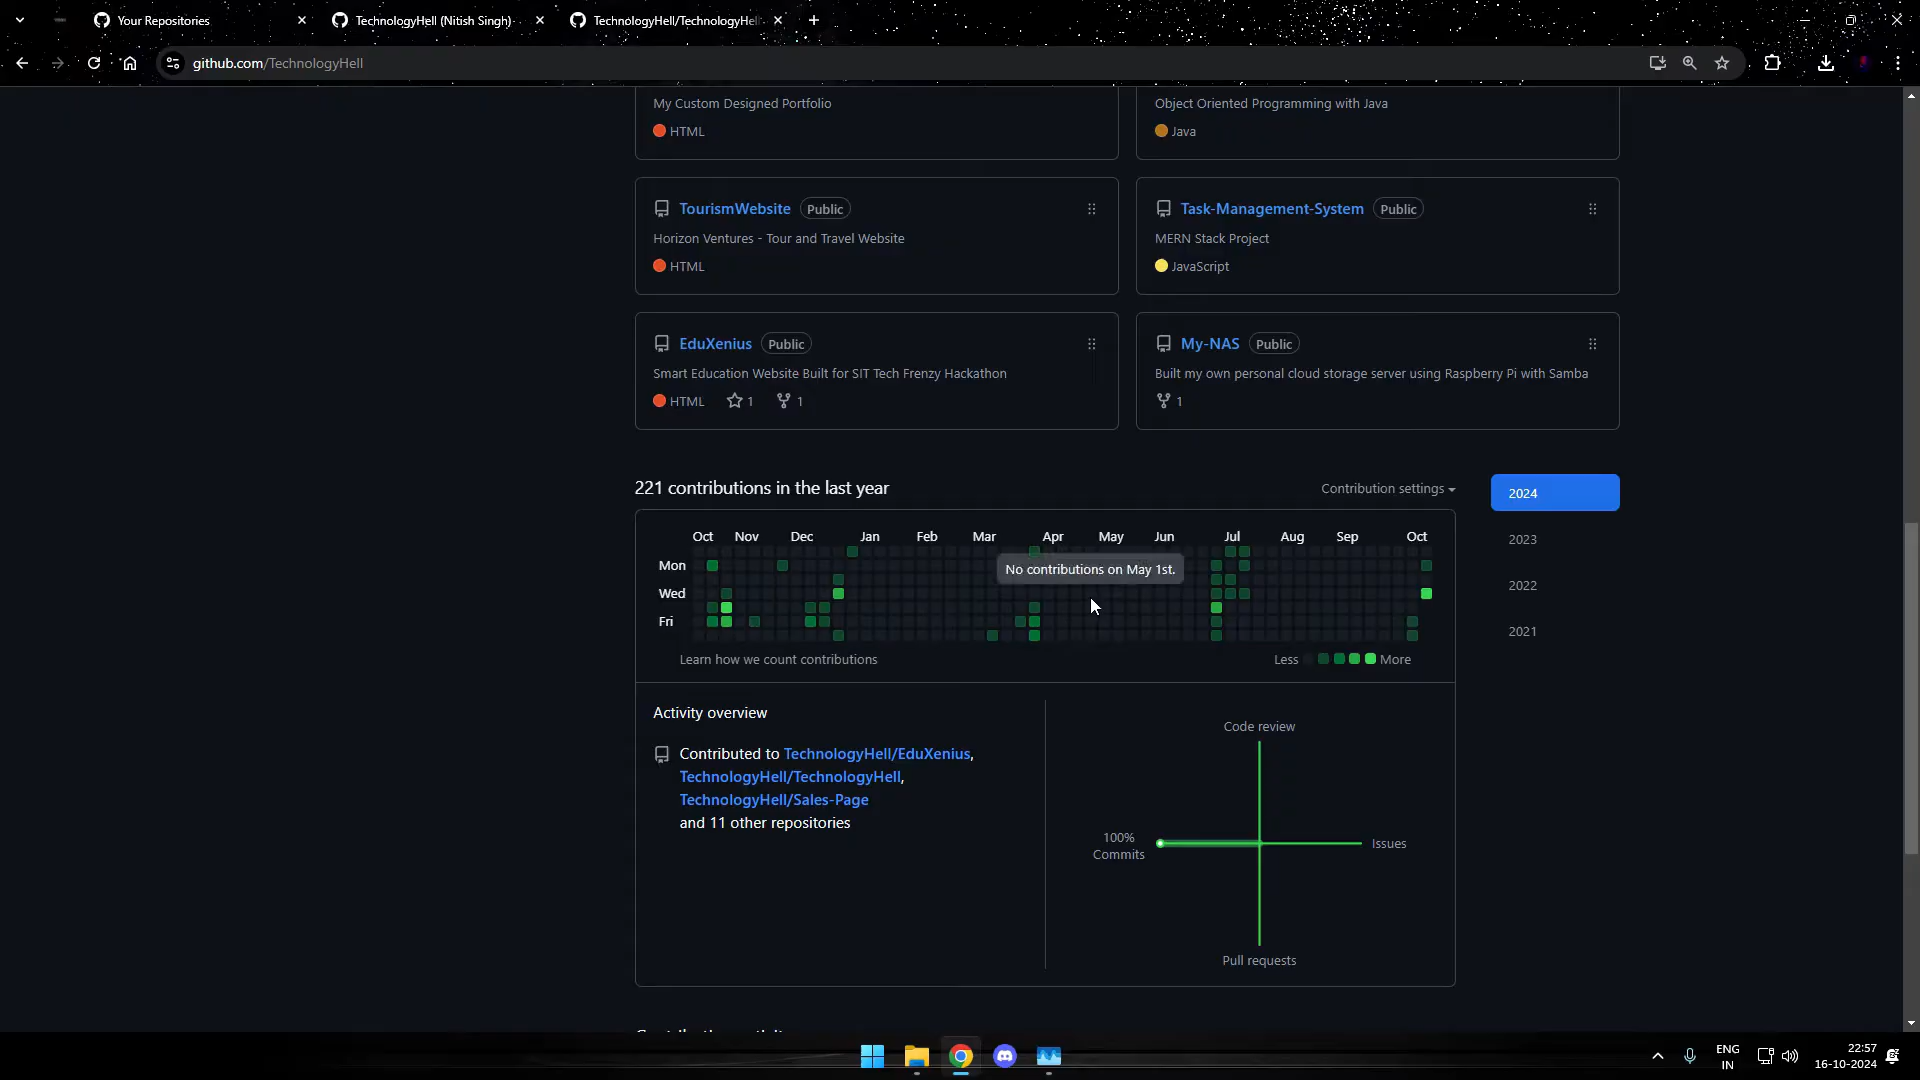 Your Repositories
TechnologyHell (Nitish Singh)
TechnologyHell/TechnologyHell
github.com/TechnologyHell
My Custom Designed Portfolio
HTML
Object Oriented Programming with Java
Java
TourismWebsite Public
Horizon Ventures - Tour and Travel Website
HTML
Task-Management-System Public
MERN Stack Project
JavaScript
EduXenius Public
Smart Education Website Built for SIT Tech Frenzy Hackathon
HTML 1 1
My-NAS Public
Built my own personal cloud storage server using Raspberry Pi with Samba
1
221 contributions in the last year
Contribution settings
2024
2023
2022
2021
Oct Nov Dec Jan Feb Mar Apr May Jun Jul Aug Sep Oct
Mon
No contributions on May 1st.
Wed
Fri
Learn how we count contributions
Less More
Activity overview
Contributed to TechnologyHell/EduXenius,
TechnologyHell/TechnologyHell,
TechnologyHell/Sales-Page
and 11 other repositories
Code review
100%
Commits
Issues
Pull requests
ENG
IN
22:57
16-10-2024